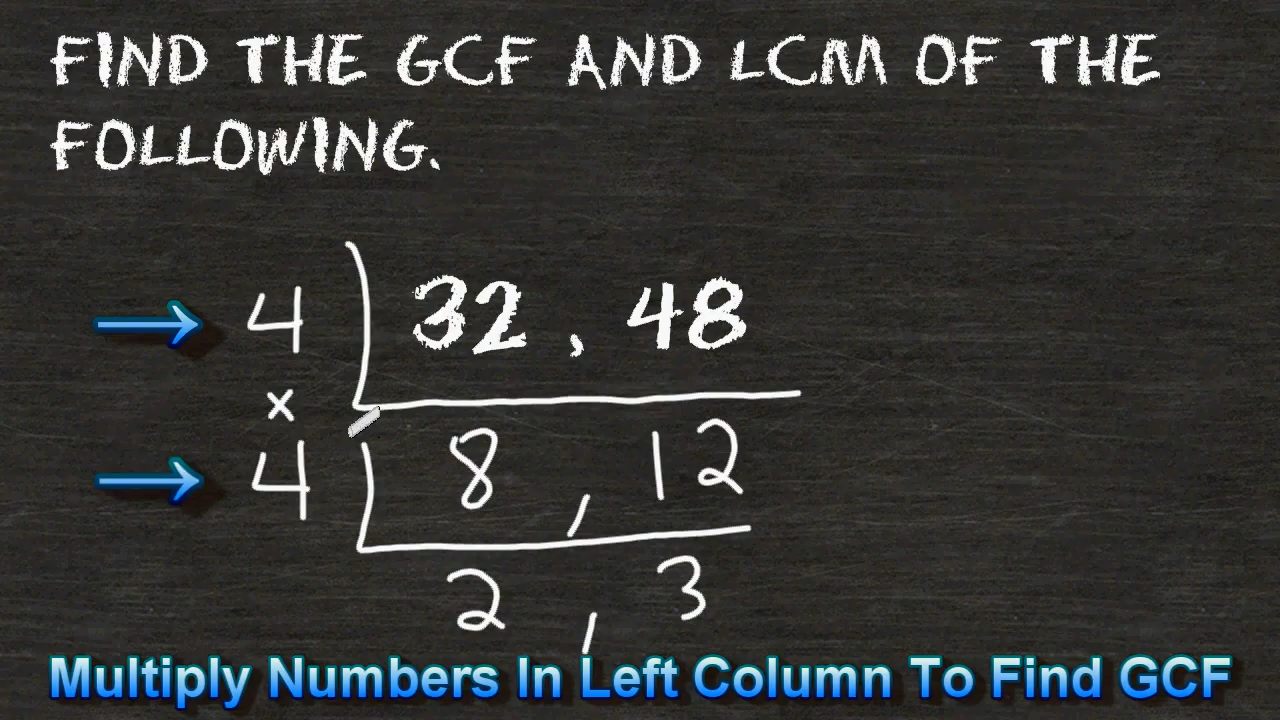 FIND THE GCF AND LCM OF THE
FOLLOWING.
4 32 , 48
x
4 8 , 12
2 , 3
Multiply Numbers In Left Column To Find GCF